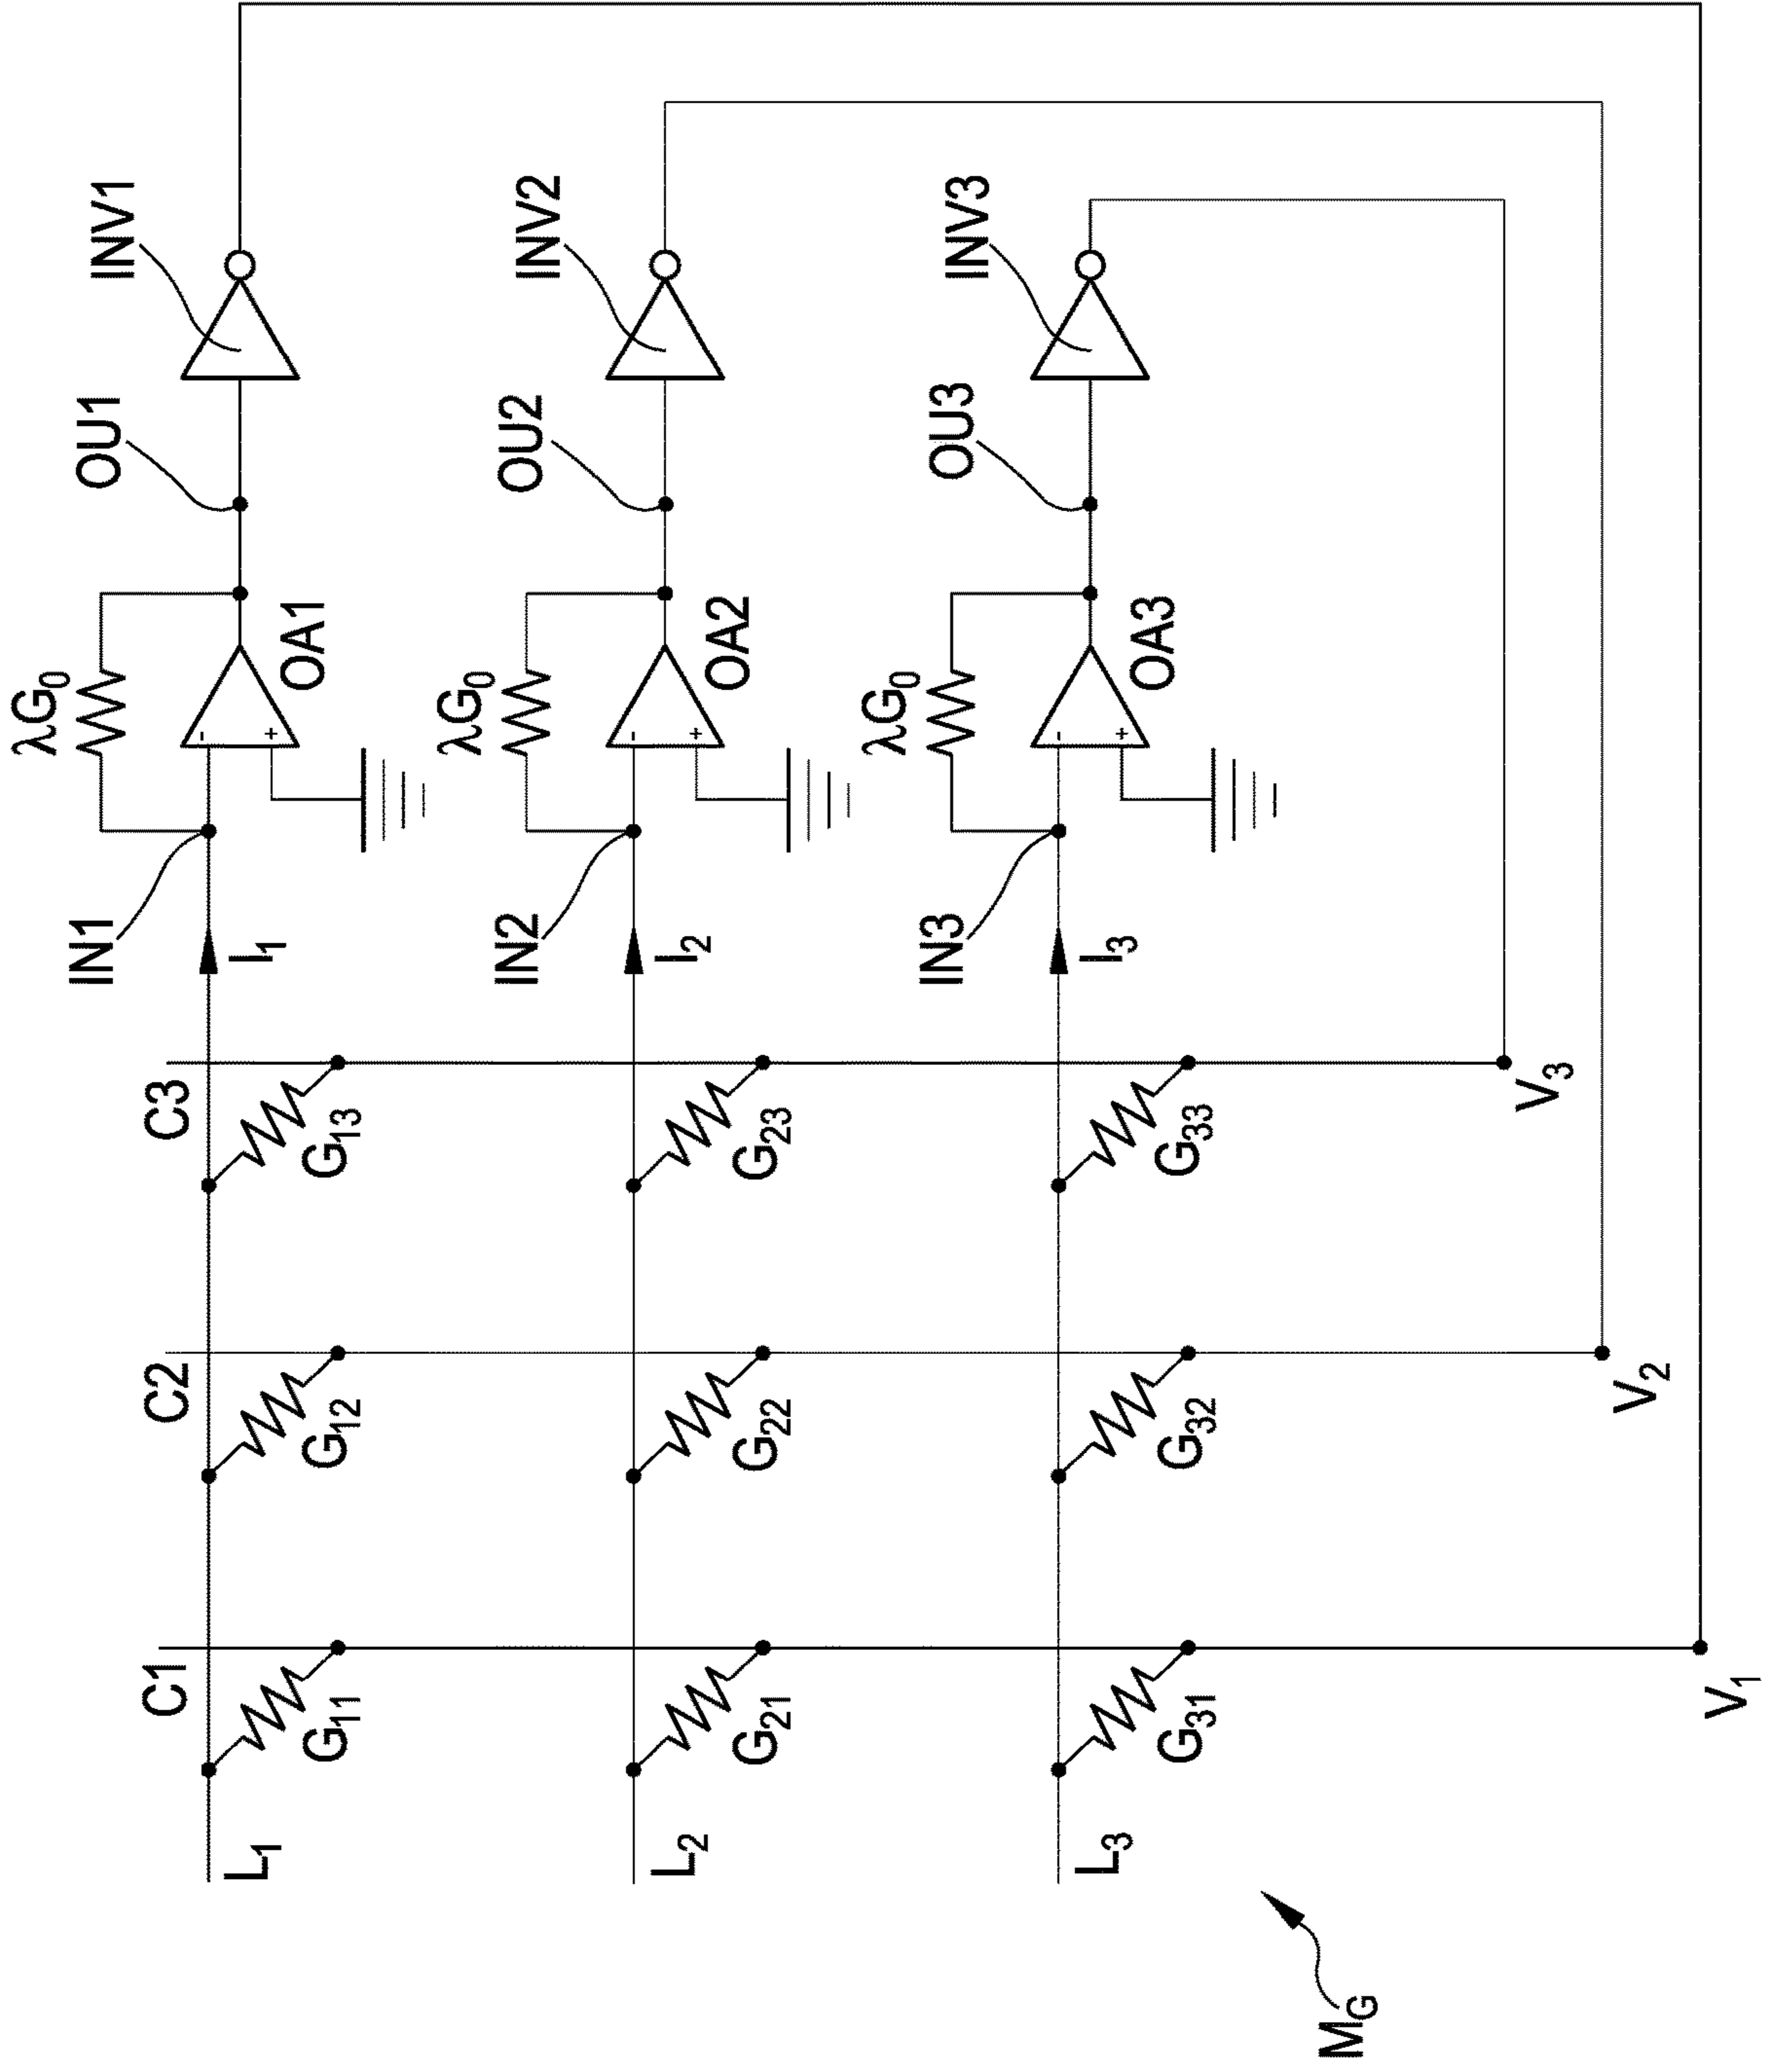 INV1
OU1
λG₀
OA1
IN1
I₁
C3
G₁₃
C2
G₁₂
C1
G₁₁
L₁
INV2
OU2
λG₀
OA2
IN2
I₂
G₂₃
G₂₂
G₂₁
L₂
INV3
OU3
λG₀
OA3
IN3
I₃
G₃₃
G₃₂
G₃₁
L₃
V₃
V₂
V₁
M_G
-
+
-
+
-
+